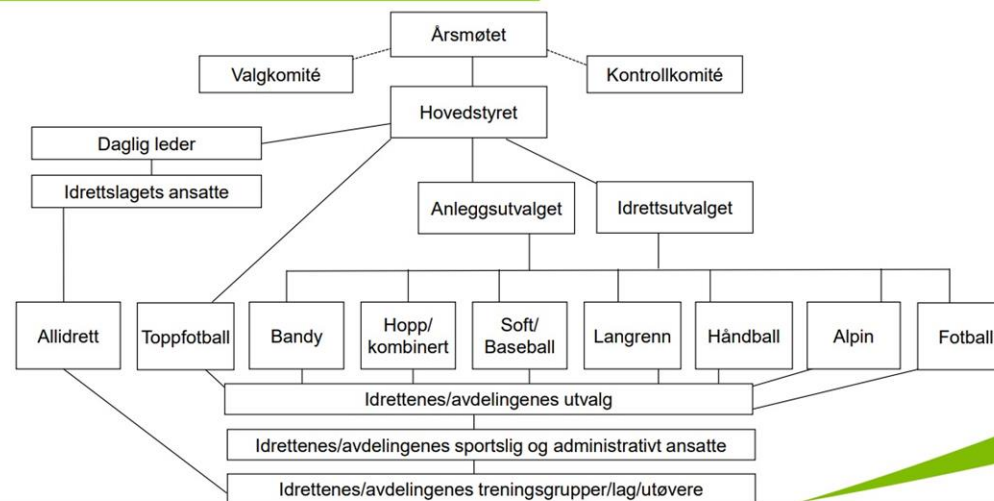 Årsmøtet
Valgkomité
Kontrollkomité
Hovedstyret
Daglig leder
Idrettslagets ansatte
Anleggsutvalget
Idrettsutvalget
Allidrett
Toppfotball
Bandy
Hopp/
kombinert
Soft/
Baseball
Langrenn
Håndball
Alpin
Fotball
Idrettenes/avdelingenes utvalg
Idrettenes/avdelingenes sportslig og administrativt ansatte
Idrettenes/avdelingenes treningsgrupper/lag/utøvere